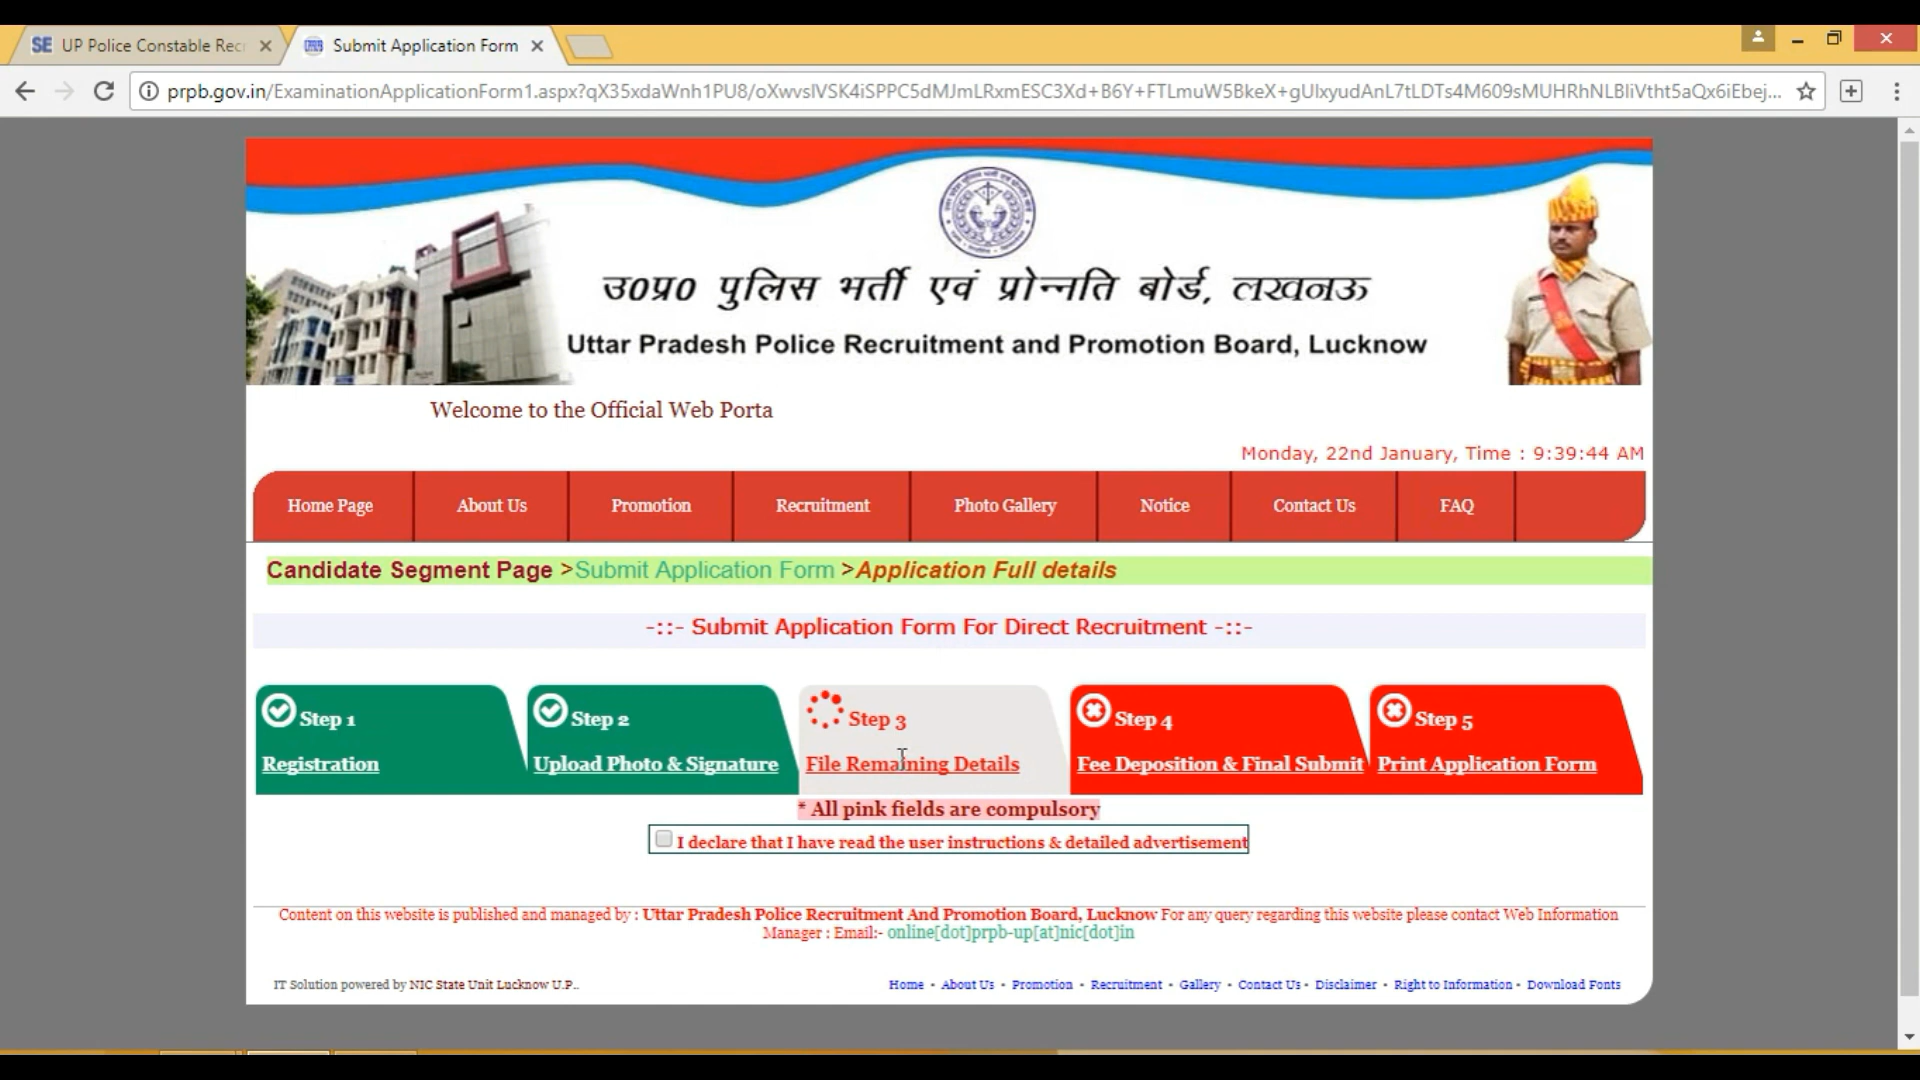 SE UP Police Constable Rec
Submit Application Form
prpb.gov.in/ExaminationApplicationForm1.aspx?qX35xdaWnh1PU8/oXwvslVSK4iSPPC5dMJmLRxmESC3Xd+B6Y+FTLmuW5BkeX+gUlxyudAnL7tLDTs4M609sMUHRhNLBliVtht5aQx6iEbej...
उ0प्र0 पुलिस भर्ती एवं प्रोन्नति बोर्ड, लखनऊ
Uttar Pradesh Police Recruitment and Promotion Board, Lucknow
Welcome to the Official Web Porta
Monday, 22nd January, Time : 9:39:44 AM
Home Page About Us Promotion Recruitment Photo Gallery Notice Contact Us FAQ
Candidate Segment Page >Submit Application Form >Application Full details
-::- Submit Application Form For Direct Recruitment -::-
Step 1 Step 2 Step 3 Step 4 Step 5
Registration Upload Photo & Signature File Remaining Details Fee Deposition & Final Submit Print Application Form
* All pink fields are compulsory
I declare that I have read the user instructions & detailed advertisement
Content on this website is published and managed by : Uttar Pradesh Police Recruitment And Promotion Board, Lucknow For any query regarding this website please contact Web Information
Manager : Email:- online[dot]prpb-up[at]nic[dot]in
IT Solution powered by NIC State Unit Lucknow U.P.. Home • About Us • Promotion • Recruitment • Gallery • Contact Us • Disclaimer • Right to Information • Download Fonts